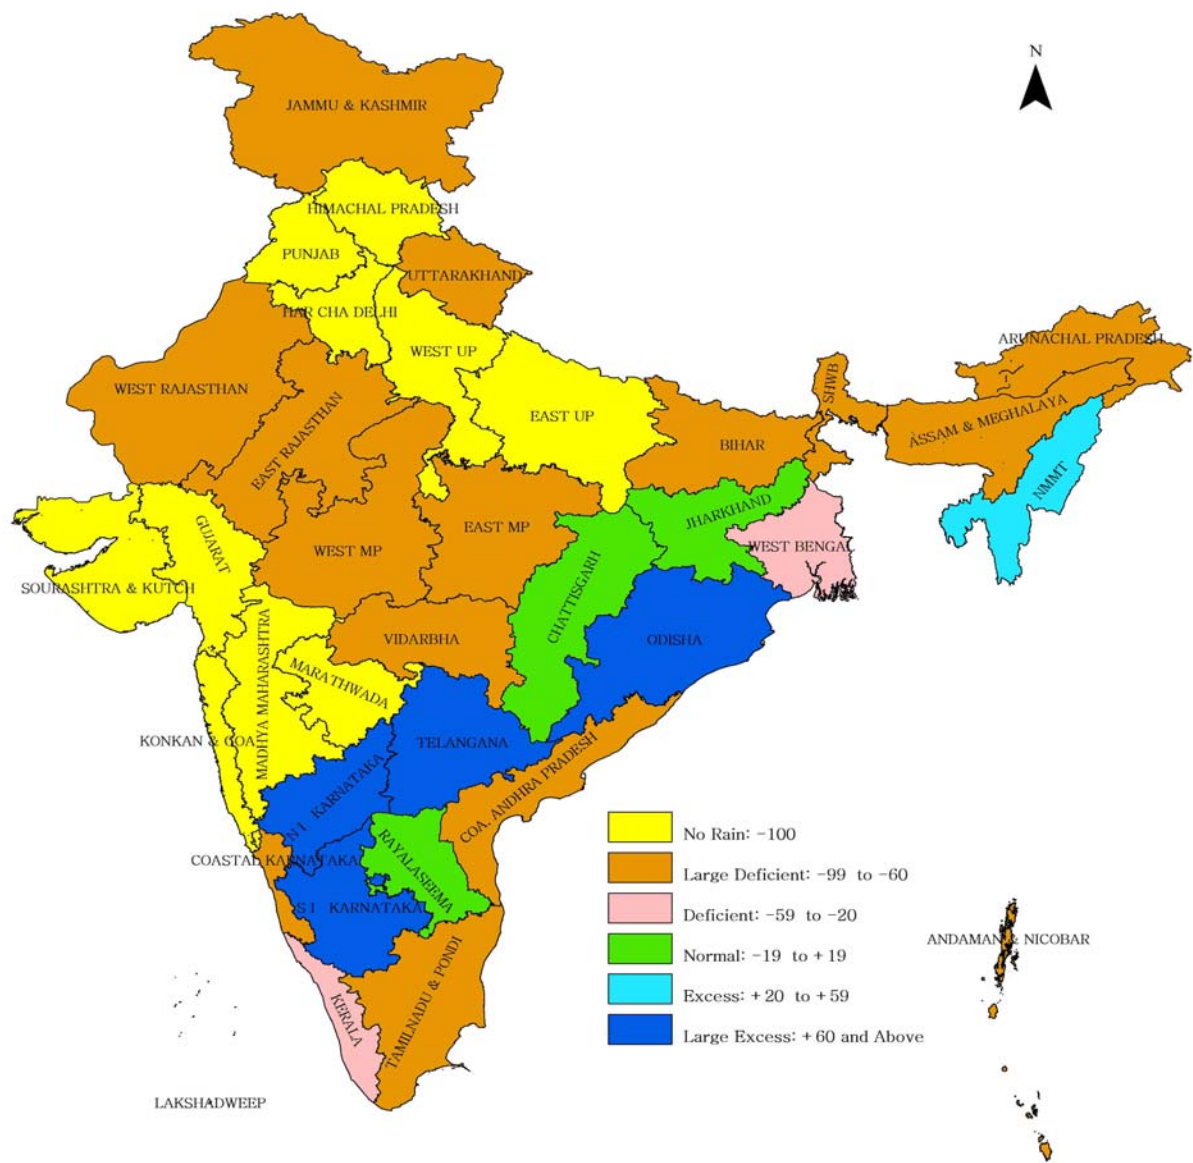 N
JAMMU & KASHMIR
HIMACHAL PRADESH
PUNJAB
UTTARAKHAND
HAR CHA DELHI
WEST UP
ARUNACHAL PRADESH
WEST RAJASTHAN
SHWB
EAST RAJASTHAN
EAST UP
ASSAM & MEGHALAYA
BIHAR
NMMT
JHARKHAND
EAST MP
GUJARAT
WEST MP
WEST BENGAL
SOURASHTRA & KUTCH
CHATTISGARH
VIDARBHA
ODISHA
MARATHWADA
MADHYA MAHARASHTRA
KONKAN & GOA
TELANGANA
COA. ANDHRA PRADESH
N I KARNATAKA
RAYALASEEMA
COASTAL KARNATAKA
S I KARNATAKA
KERALA
TAMILNADU & PONDI
ANDAMAN & NICOBAR
LAKSHADWEEP
No Rain: -100
Large Deficient: -99 to -60
Deficient: -59 to -20
Normal: -19 to +19
Excess: +20 to +59
Large Excess: +60 and Above